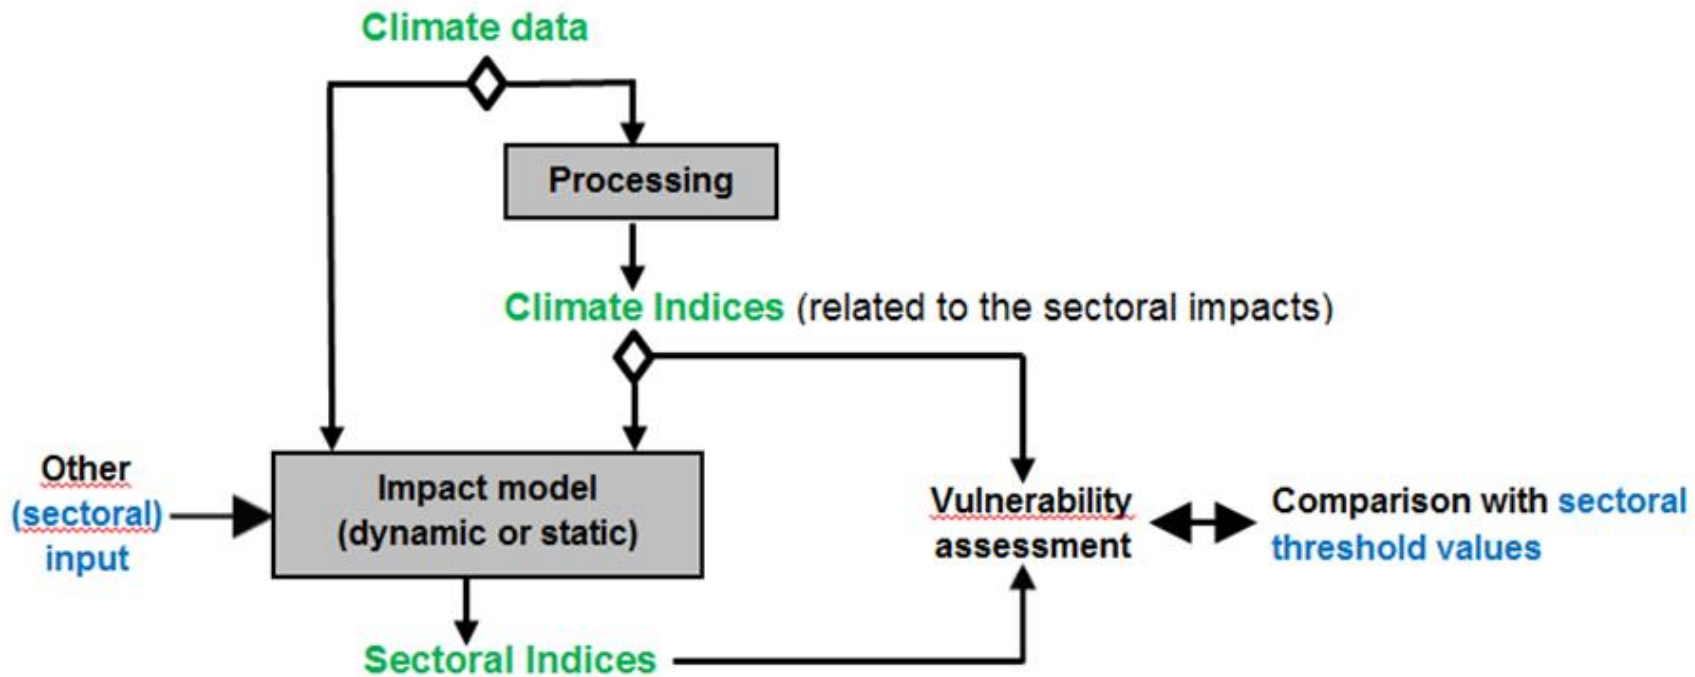 Climate data
Processing
Climate Indices (related to the sectoral impacts)
Other
(sectoral)
input
Impact model
(dynamic or static)
Vulnerability
assessment
Comparison with sectoral
threshold values
Sectoral Indices